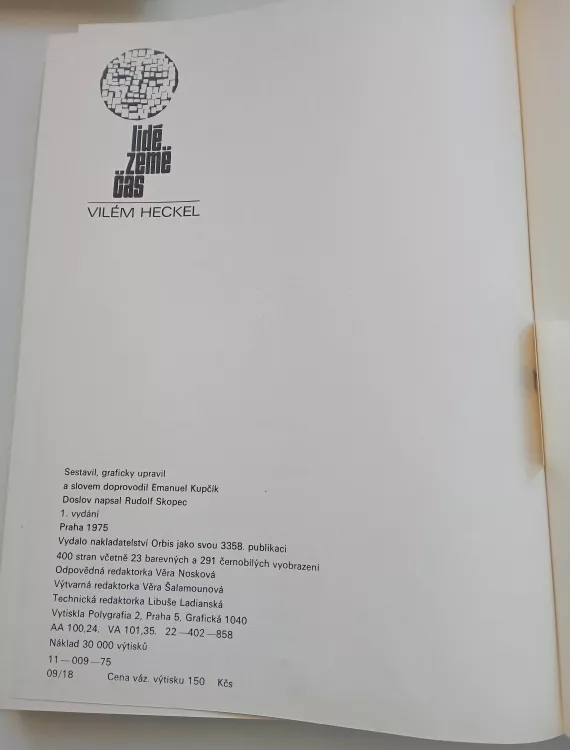 lidé
země
čas
VILÉM HECKEL
Sestavil, graficky upravil
a slovem doprovodil Emanuel Kupčík
Doslov napsal Rudolf Skopec
1. vydání
Praha 1975
Vydalo nakladatelství Orbis jako svou 3358. publikaci
400 stran včetně 23 barevných a 291 černobílých vyobrazení
Odpovědná redaktorka Věra Nosková
Výtvarná redaktorka Věra Šalamounová
Technická redaktorka Libuše Ladianská
Vytiskla Polygrafia 2, Praha 5, Grafická 1040
AA 100,24. VA 101,35. 22—402—858
Náklad 30 000 výtisků
11—009—75
09/18 Cena váz. výtisku 150 Kčs